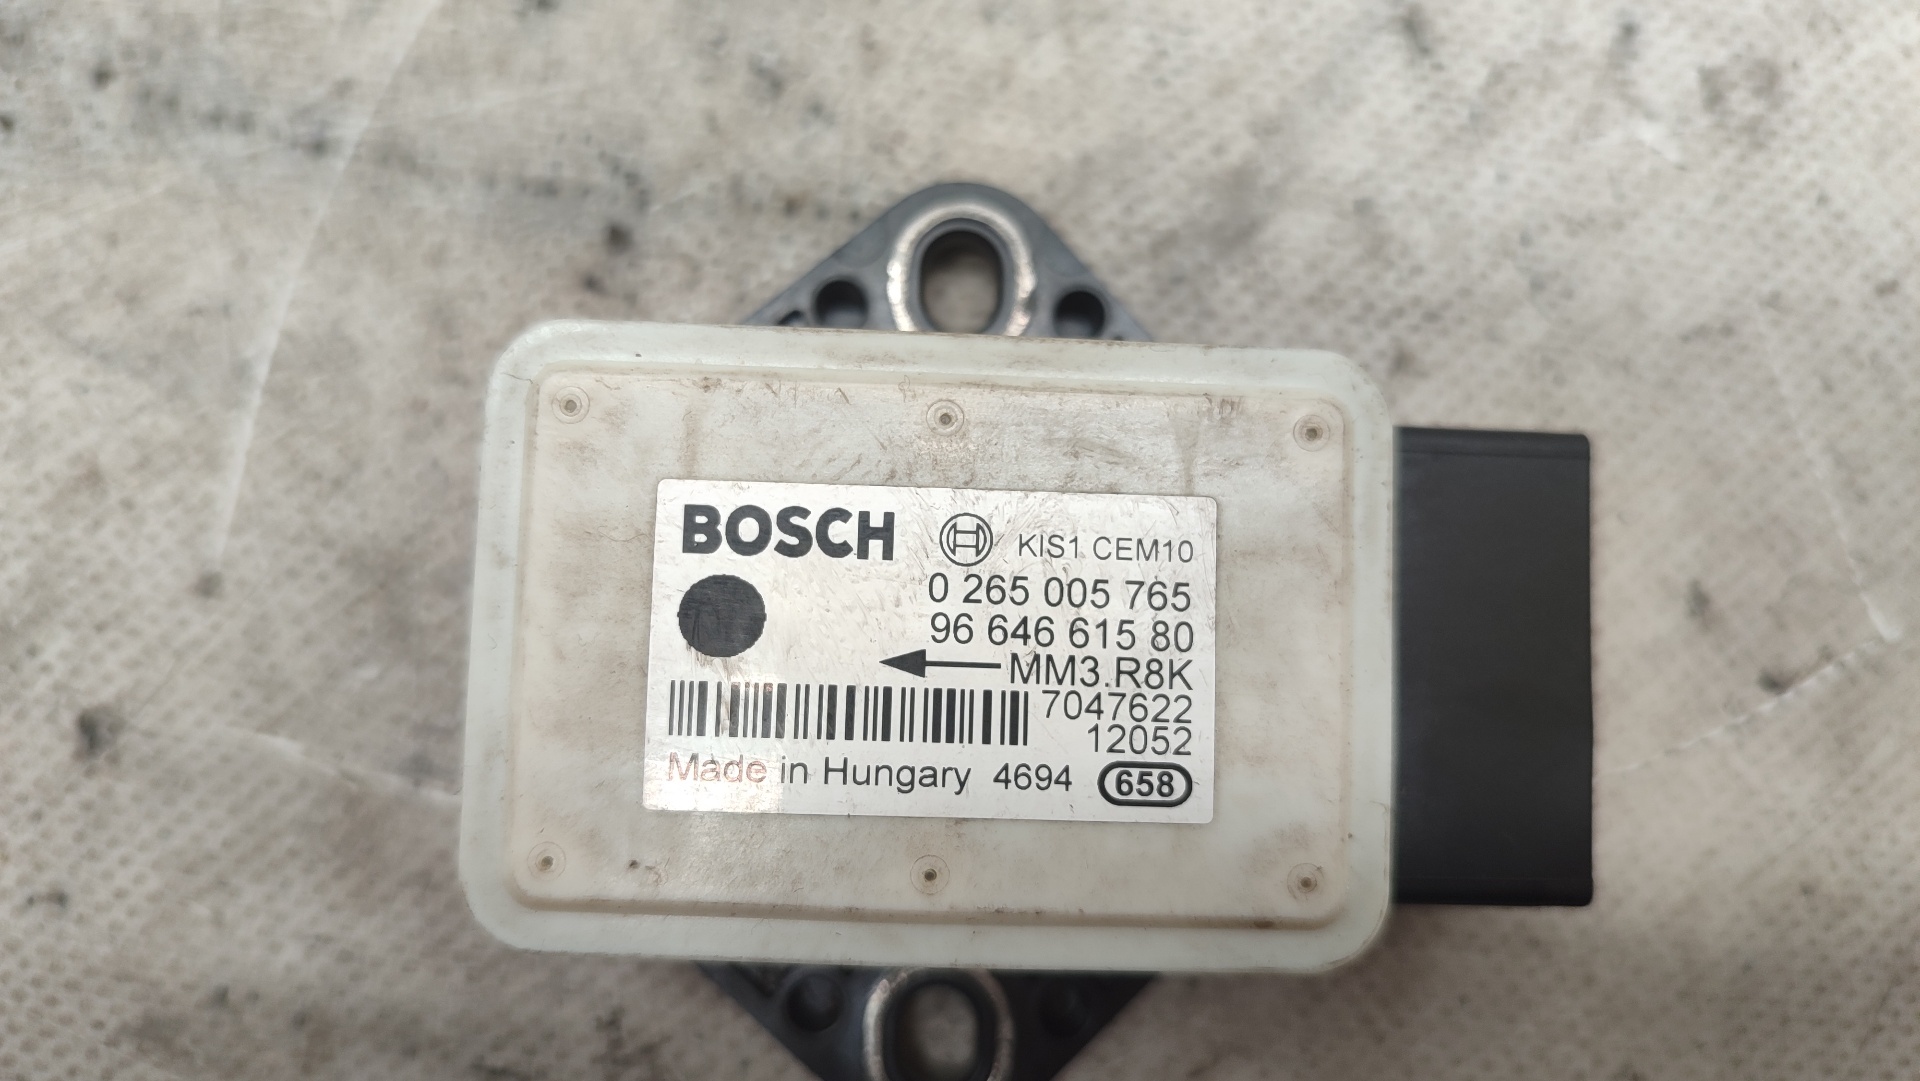 BOSCH KIS1 CEM10
0 265 005 765
96 646 615 80
MM3.R8K
7047622
12052
Made in Hungary 4694 658